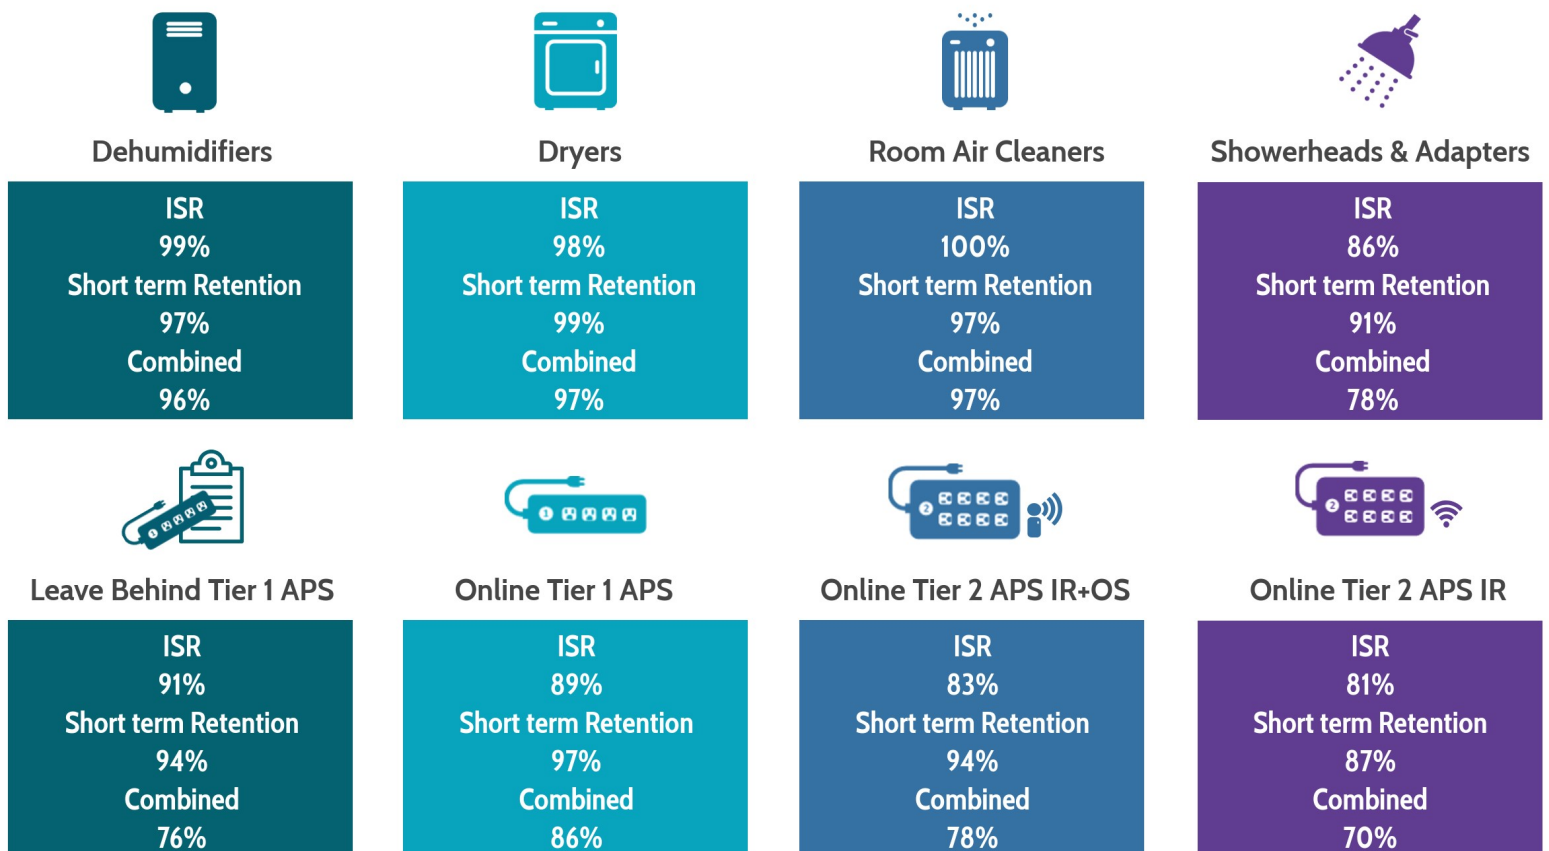 Dehumidifiers
ISR
99%
Short term Retention
97%
Combined
96%
Dryers
ISR
98%
Short term Retention
99%
Combined
97%
Room Air Cleaners
ISR
100%
Short term Retention
97%
Combined
97%
Showerheads & Adapters
ISR
86%
Short term Retention
91%
Combined
78%
1
Leave Behind Tier 1 APS
ISR
91%
Short term Retention
94%
Combined
76%
1
Online Tier 1 APS
ISR
89%
Short term Retention
97%
Combined
86%
2
Online Tier 2 APS IR+OS
ISR
83%
Short term Retention
94%
Combined
78%
2
Online Tier 2 APS IR
ISR
81%
Short term Retention
87%
Combined
70%